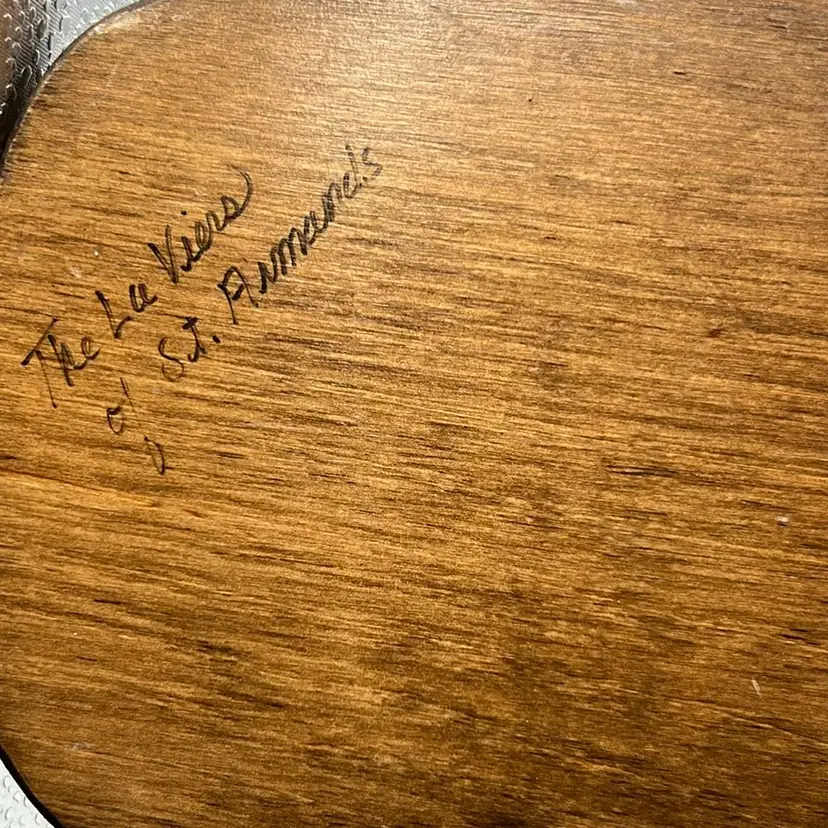 The La Viers
of St. Armands